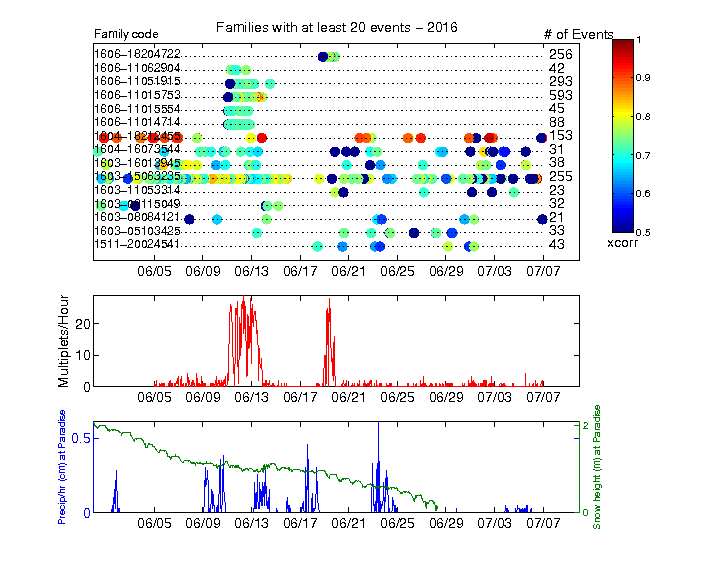 Family code
Families with at least 20 events – 2016
# of Events
1606–18204722 256
1606–11062904 42
1606–11051915 293
1606–11015753 593
1606–11015554 45
1606–11014714 88
153
1604–16073544 31
1603–16013945 38
255
1603–11053314 23
32
1603–08084121 21
1603–05103425 33
1511–20024541 43
1
0.9
0.8
0.7
0.6
0.5
xcorr
06/05 06/09 06/13 06/17 06/21 06/25 06/29 07/03 07/07
Multiplets/Hour
20
10
0
06/05 06/09 06/13 06/17 06/21 06/25 06/29 07/03 07/07
Precip/hr (cm) at Paradise
0.5
0
2
0
Snow height (m) at Paradise
06/05 06/09 06/13 06/17 06/21 06/25 06/29 07/03 07/07